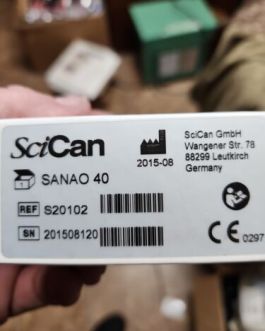 SciCan
2015-08
SciCan GmbH
Wangener Str. 78
88299 Leutkirch
Germany
1
SANAO 40
REF S20102
SN 201508120
CE 0297